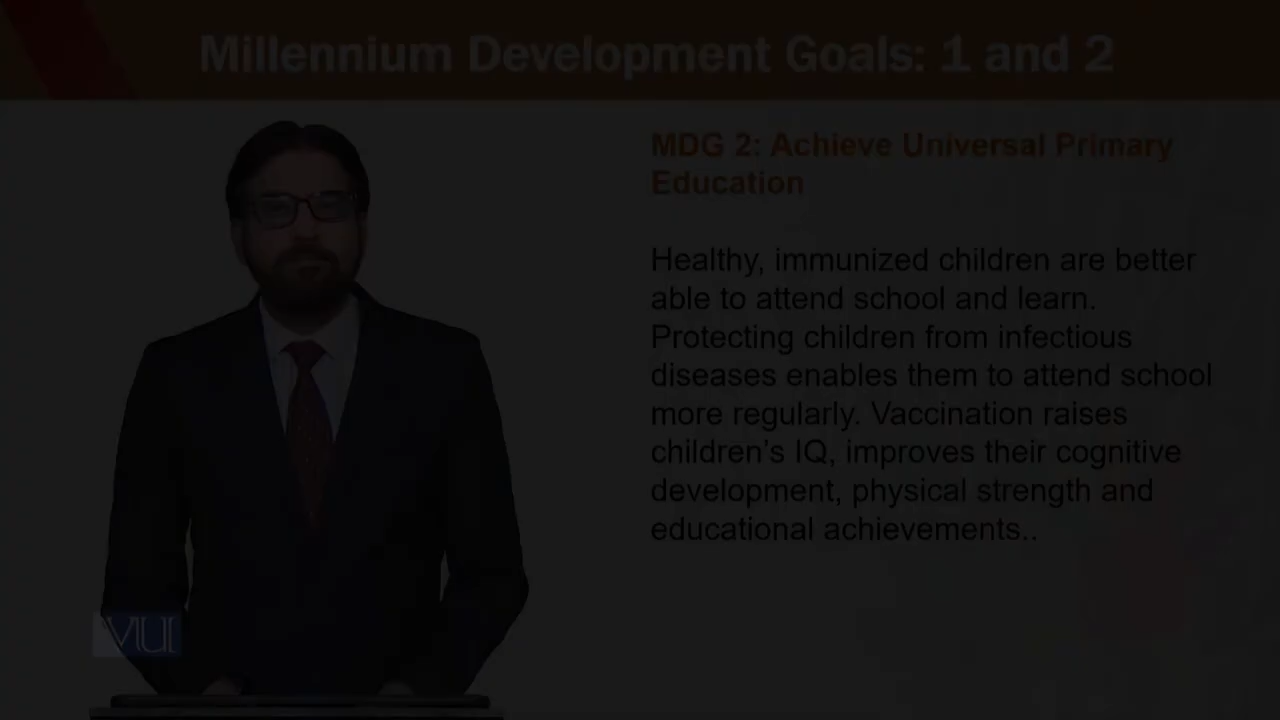 Millennium Development Goals: 1 and 2
MDG 2: Achieve Universal Primary
Education
Healthy, immunized children are better
able to attend school and learn.
Protecting children from infectious
diseases enables them to attend school
more regularly. Vaccination raises
children's IQ, improves their cognitive
development, physical strength and
educational achievements..
VU